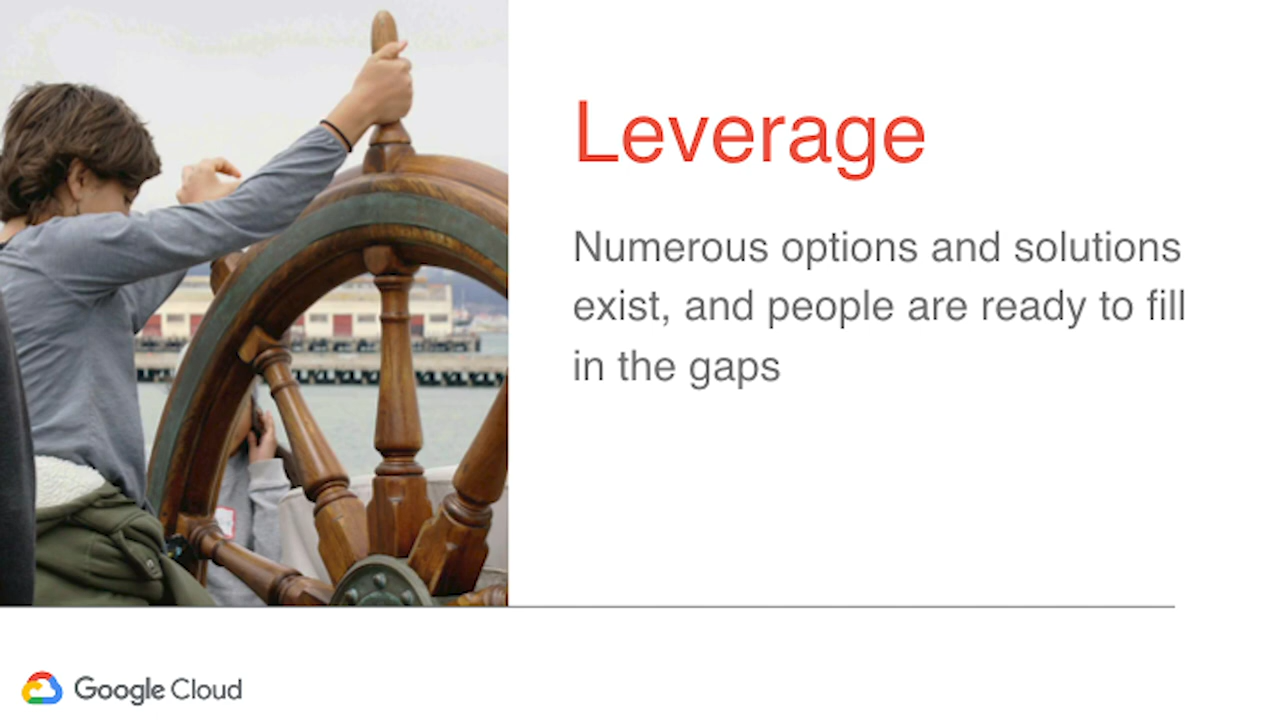 Leverage
Numerous options and solutions
exist, and people are ready to fill
in the gaps
Google Cloud